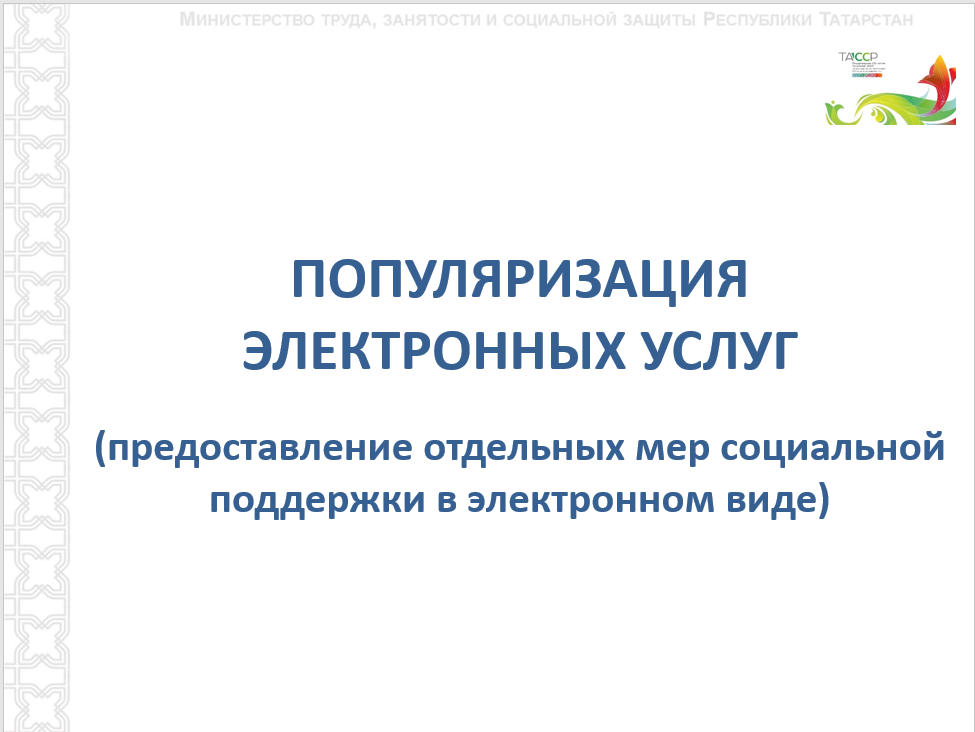 Министерство труда, занятости и социальной защиты Республики Татарстан
ТАССР
ПОПУЛЯРИЗАЦИЯ
ЭЛЕКТРОННЫХ УСЛУГ
(предоставление отдельных мер социальной
поддержки в электронном виде)